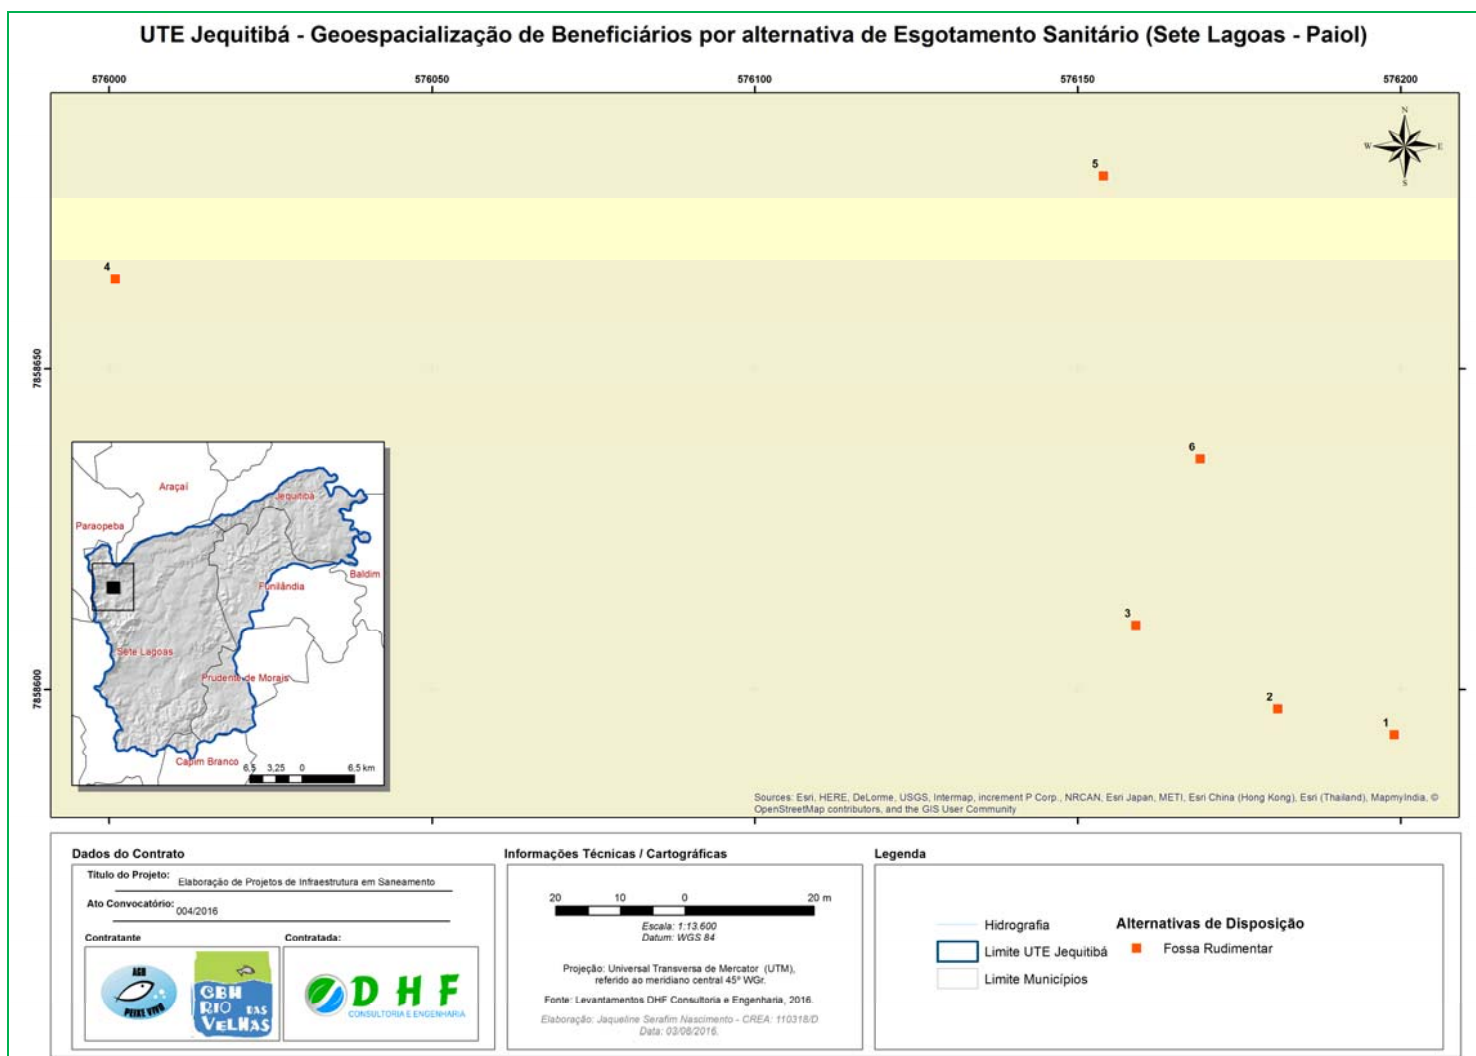 UTE Jequitibá - Geoespacialização de Beneficiários por alternativa de Esgotamento Sanitário (Sete Lagoas - Paiol)
576000 576050 576100 576150 576200
N
W E
S
5
4
7858650
6
3
7858600
2
1
Araçaí
Jequitibá
Paraopeba
Baldim
Funilândia
Sete Lagoas
Prudente de Morais
Capim Branco
6,5 3,25 0 6,5 km
Sources: Esri, HERE, DeLorme, USGS, Intermap, increment P Corp., NRCAN, Esri Japan, METI, Esri China (Hong Kong), Esri (Thailand), MapmyIndia, ©
OpenStreetMap contributors, and the GIS User Community
Dados do Contrato
Título do Projeto: Elaboração de Projetos de Infraestrutura em Saneamento
Ato Convocatório: 004/2016
Contratante Contratada:
AGB
PEIXE VIVO
CBH
RIO DAS
VELHAS
DHF
CONSULTORIA E ENGENHARIA
Informações Técnicas / Cartográficas
20 10 0 20 m
Escala: 1:13.600
Datum: WGS 84
Projeção: Universal Transversa de Mercator (UTM),
referido ao meridiano central 45º WGr.
Fonte: Levantamentos DHF Consultoria e Engenharia, 2016.
Elaboração: Jaqueline Serafim Nascimento - CREA: 110318/D
Data: 03/08/2016.
Legenda
Hidrografia
Limite UTE Jequitibá
Limite Municípios
Alternativas de Disposição
Fossa Rudimentar